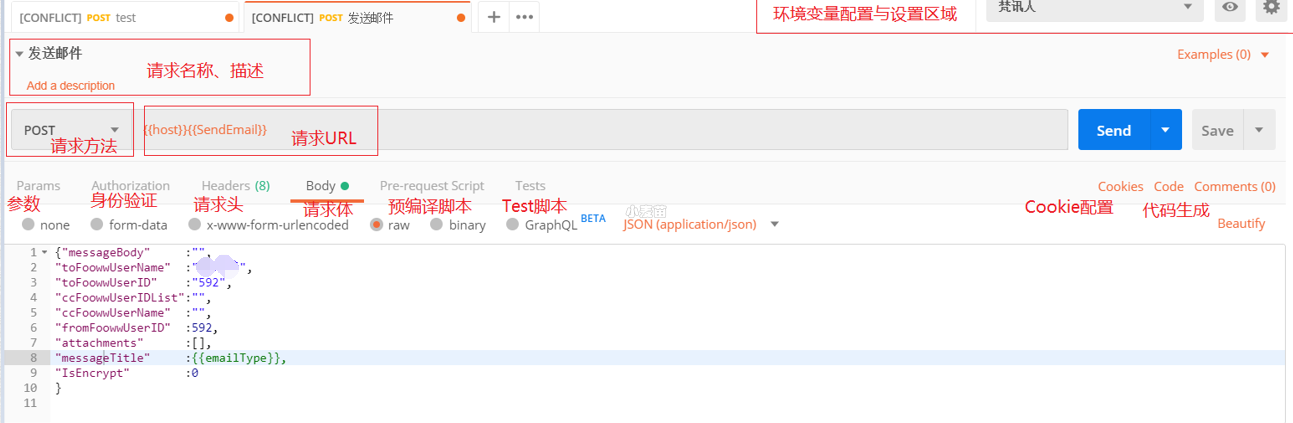 [CONFLICT] POST test
[CONFLICT] POST 发送邮件
环境变量配置与设置区域
梵讯人
发送邮件
请求名称、描述
Add a description
Examples (0)
POST
请求方法
{{host}}{{SendEmail}}
请求URL
Send
Save
Params
Authorization
Headers (8)
Body
Pre-request Script
Tests
Cookies
Code
Comments (0)
参数
身份验证
请求头
请求体
预编译脚本
Test脚本
Cookie配置
代码生成
none
form-data
x-www-form-urlencoded
raw
binary
GraphQL BETA
JSON (application/json)
Beautify
1 {"messageBody" :"",
2 "toFoowwUserName" :"",
3 "toFoowwUserID" :"592",
4 "ccFoowwUserIDList":"",
5 "ccFoowwUserName" :"",
6 "fromFoowwUserID" :592,
7 "attachments" :[],
8 "messageTitle" :{{emailType}},
9 "IsEncrypt" :0
10 }
11